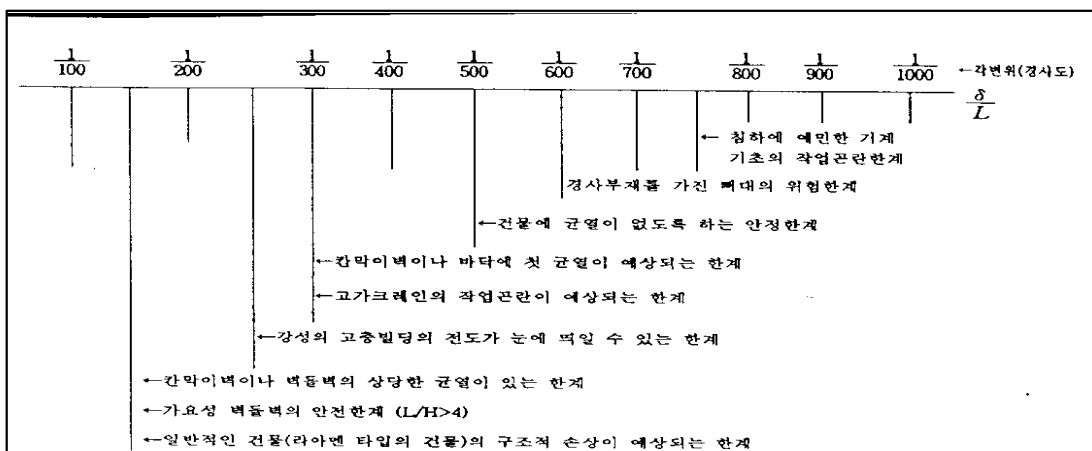 1/100 1/200 1/300 1/400 1/500 1/600 1/700 1/800 1/900 1/1000 ←각변위(경사도)
δ/L
←침하에 예민한 기계
기초의 작업곤란한계
경사부재를 가진 뼈대의 위험한계
←건물에 균열이 없도록 하는 안정한계
←칸막이벽이나 바닥에 첫 균열이 예상되는 한계
←고가크레인의 작업곤란이 예상되는 한계
←강성의 고층빌딩의 전도가 눈에 띄일 수 있는 한계
←칸막이벽이나 벽돌벽의 상당한 균열이 있는 한계
←가요성 벽돌벽의 안전한계 (L/H>4)
←일반적인 건물(라아멘 타입의 건물)의 구조적 손상이 예상되는 한계